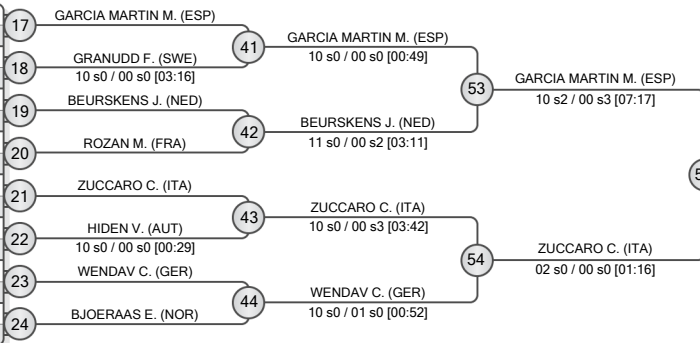 17
GARCIA MARTIN M. (ESP)
41
GARCIA MARTIN M. (ESP)
10 s0 / 00 s0 [00:49]
18
GRANUDD F. (SWE)
10 s0 / 00 s0 [03:16]
53
GARCIA MARTIN M. (ESP)
10 s2 / 00 s3 [07:17]
19
BEURSKENS J. (NED)
42
BEURSKENS J. (NED)
11 s0 / 00 s2 [03:11]
20
ROZAN M. (FRA)
21
ZUCCARO C. (ITA)
43
ZUCCARO C. (ITA)
10 s0 / 00 s3 [03:42]
22
HIDEN V. (AUT)
10 s0 / 00 s0 [00:29]
54
ZUCCARO C. (ITA)
02 s0 / 00 s0 [01:16]
23
WENDAV C. (GER)
44
WENDAV C. (GER)
10 s0 / 01 s0 [00:52]
24
BJOERAAS E. (NOR)